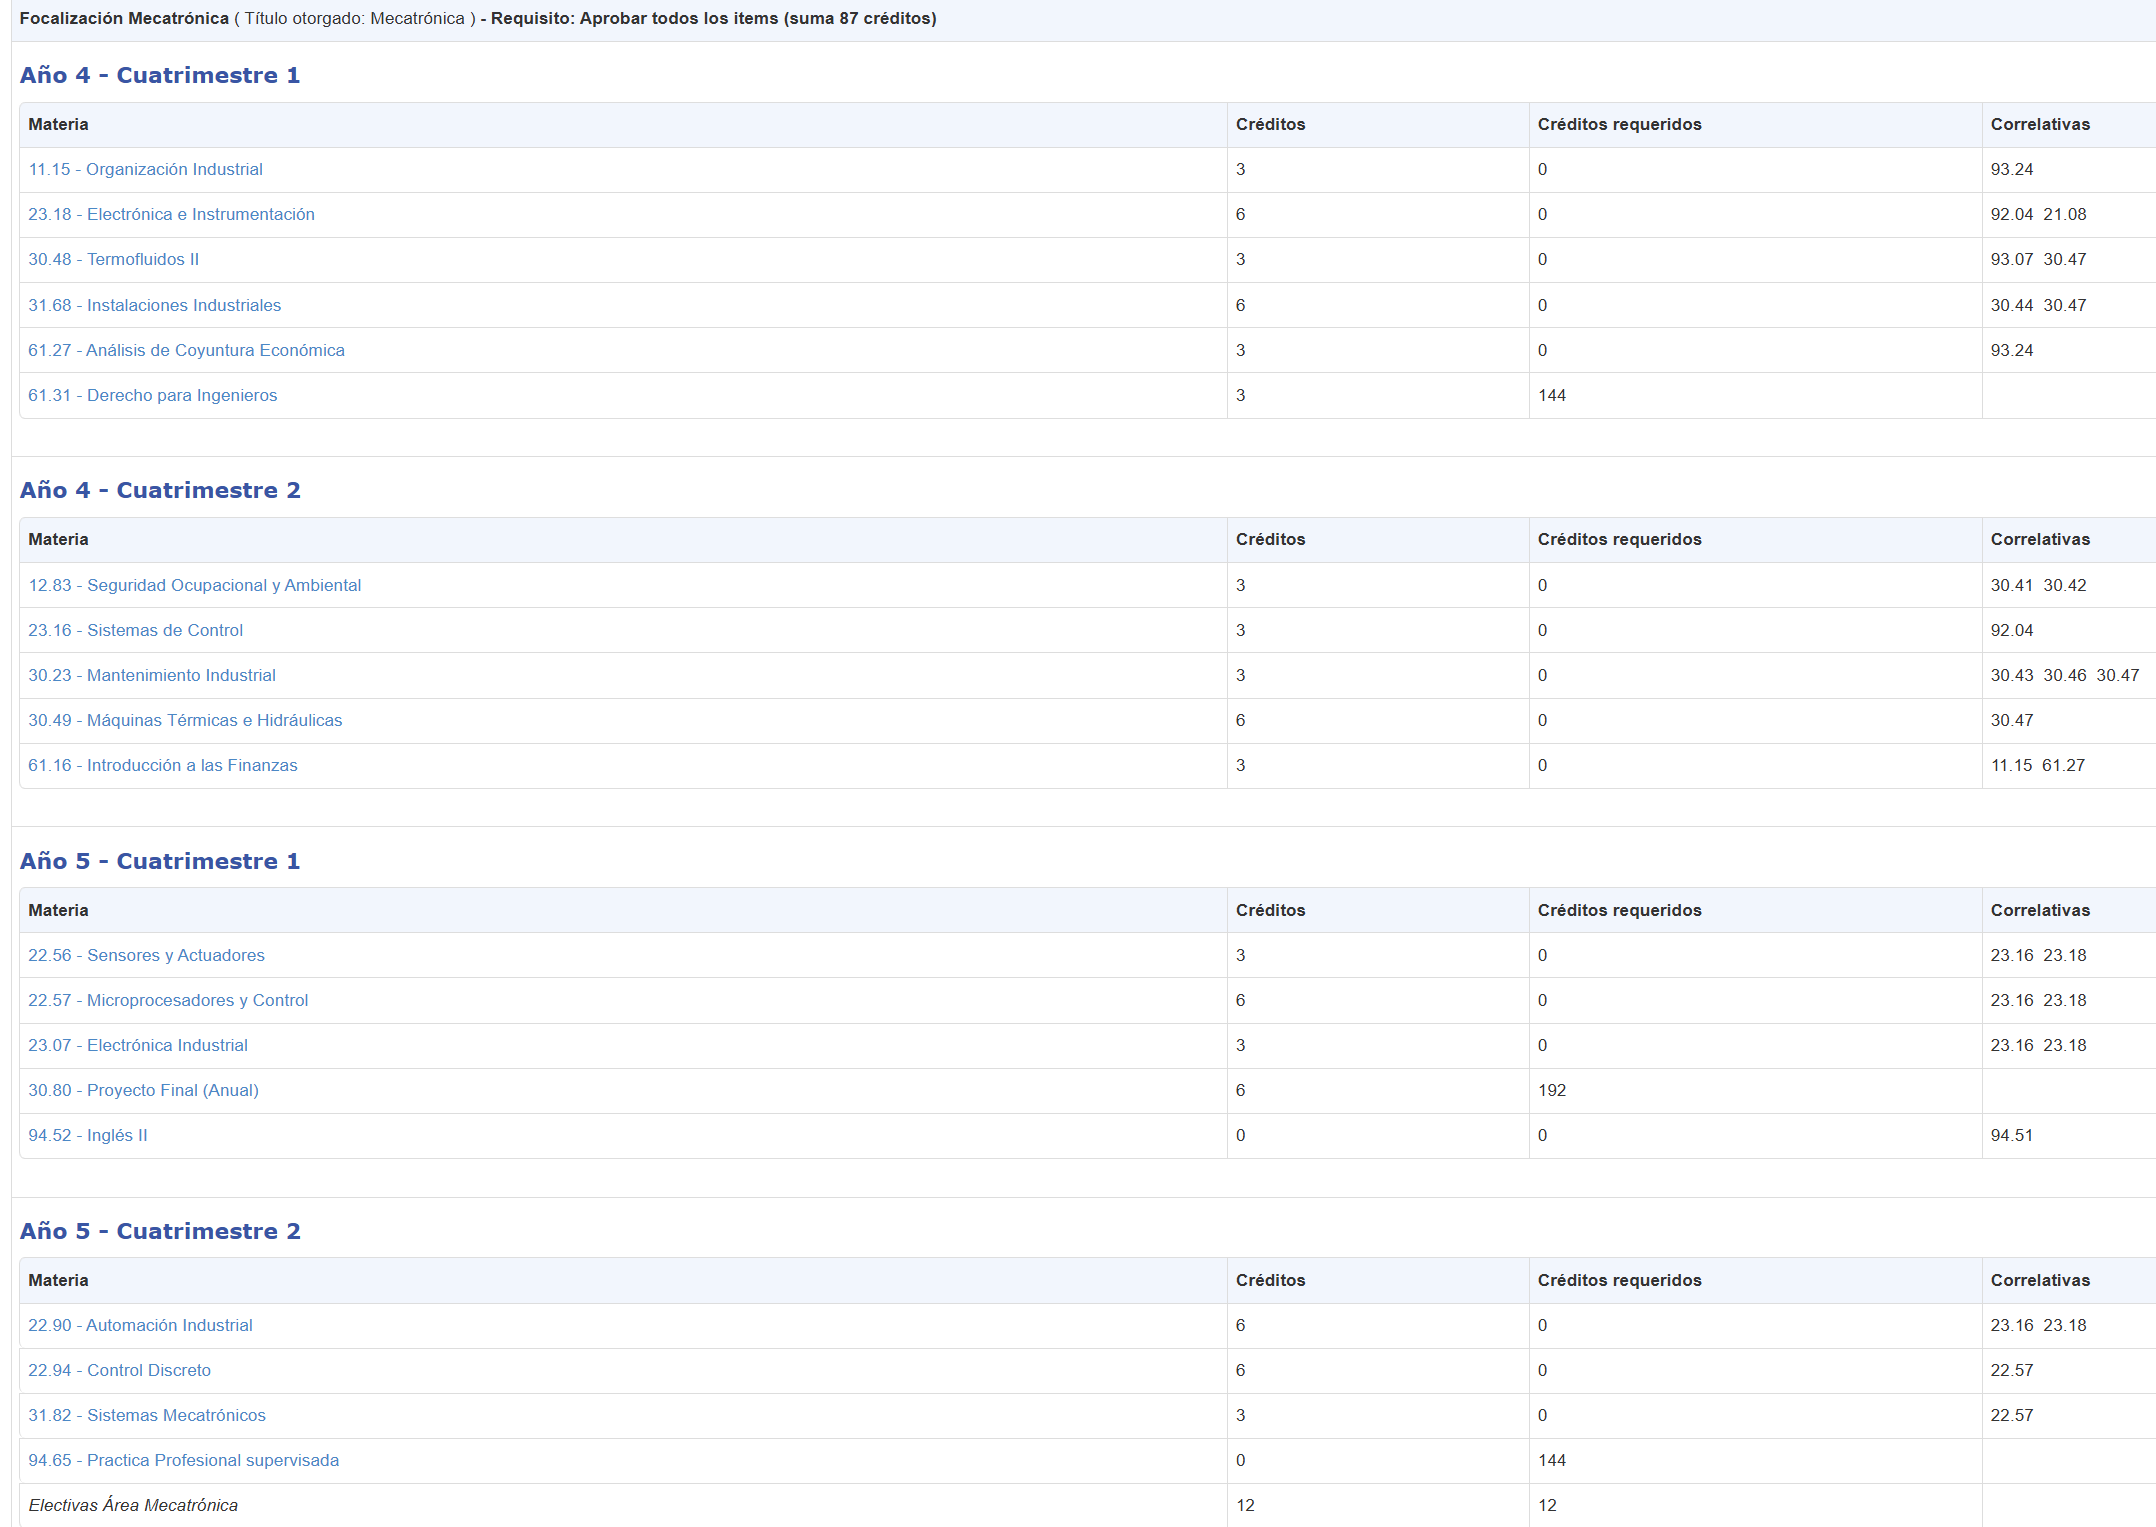 Focalización Mecatrónica ( Título otorgado: Mecatrónica ) - Requisito: Aprobar todos los items (suma 87 créditos)
Año 4 - Cuatrimestre 1
Materia Créditos Créditos requeridos Correlativas
11.15 - Organización Industrial 3 0 93.24
23.18 - Electrónica e Instrumentación 6 0 92.04 21.08
30.48 - Termofluidos II 3 0 93.07 30.47
31.68 - Instalaciones Industriales 6 0 30.44 30.47
61.27 - Análisis de Coyuntura Económica 3 0 93.24
61.31 - Derecho para Ingenieros 3 144
Año 4 - Cuatrimestre 2
Materia Créditos Créditos requeridos Correlativas
12.83 - Seguridad Ocupacional y Ambiental 3 0 30.41 30.42
23.16 - Sistemas de Control 3 0 92.04
30.23 - Mantenimiento Industrial 3 0 30.43 30.46 30.47
30.49 - Máquinas Térmicas e Hidráulicas 6 0 30.47
61.16 - Introducción a las Finanzas 3 0 11.15 61.27
Año 5 - Cuatrimestre 1
Materia Créditos Créditos requeridos Correlativas
22.56 - Sensores y Actuadores 3 0 23.16 23.18
22.57 - Microprocesadores y Control 6 0 23.16 23.18
23.07 - Electrónica Industrial 3 0 23.16 23.18
30.80 - Proyecto Final (Anual) 6 192
94.52 - Inglés II 0 0 94.51
Año 5 - Cuatrimestre 2
Materia Créditos Créditos requeridos Correlativas
22.90 - Automación Industrial 6 0 23.16 23.18
22.94 - Control Discreto 6 0 22.57
31.82 - Sistemas Mecatrónicos 3 0 22.57
94.65 - Practica Profesional supervisada 0 144
Electivas Área Mecatrónica 12 12